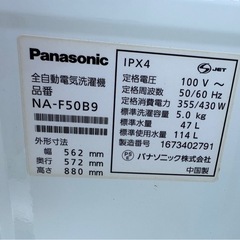 Panasonic
全自動電気洗濯機
品番
NA-F50B9
外形寸法
幅 562 mm
奥行 572 mm
高さ 880 mm
IPX4
S JET
定格電圧 100 V～
定格周波数 50/60 Hz
定格消費電力 355/430 W
標準洗濯容量 5.0 kg
標準水量 47 L
標準使用水量 114 L
1673402791
パナソニック株式会社
中国製